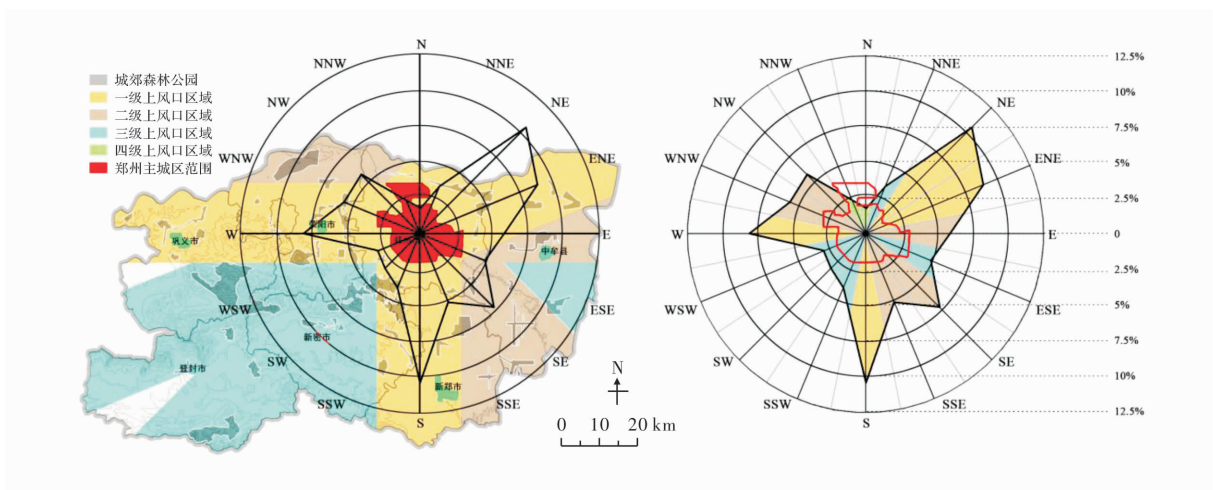 城郊森林公园
一级上风口区域
二级上风口区域
三级上风口区域
四级上风口区域
郑州主城区范围
N
NNE
NE
ENE
E
ESE
SE
SSE
S
SSW
SW
WSW
W
WNW
NW
NNW
巩义市
荥阳市
中牟县
新密市
登封市
新郑市
N
0 10 20 km
N
NNE
NE
ENE
E
ESE
SE
SSE
S
SSW
SW
WSW
W
WNW
NW
NNW
12.5%
10%
7.5%
5%
2.5%
0
2.5%
5%
7.5%
10%
12.5%